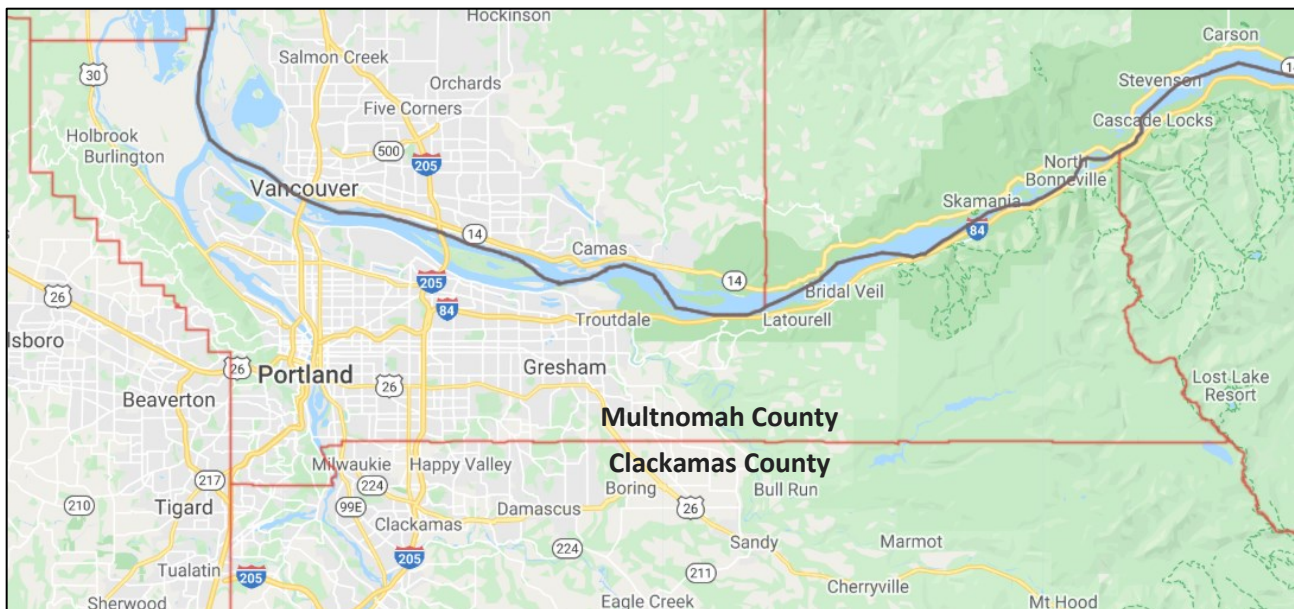 Hockinson
Carson
Salmon Creek
30
Orchards
Stevenson
14
Five Corners
Cascade Locks
Holbrook
Burlington
500
205
North
Bonneville
Vancouver
Skamania
84
14
Camas
205
14
26
84
Bridal Veil
lsboro
Troutdale
Latourell
26
Portland
Gresham
26
Lost Lake
Resort
Beaverton
Multnomah County
Milwaukie
Happy Valley
Clackamas County
217
224
Boring
Bull Run
Tigard
210
99E
Damascus
26
Clackamas
Sandy
Marmot
224
205
Tualatin
205
211
Cherryville
Sherwood
Eagle Creek
Mt Hood